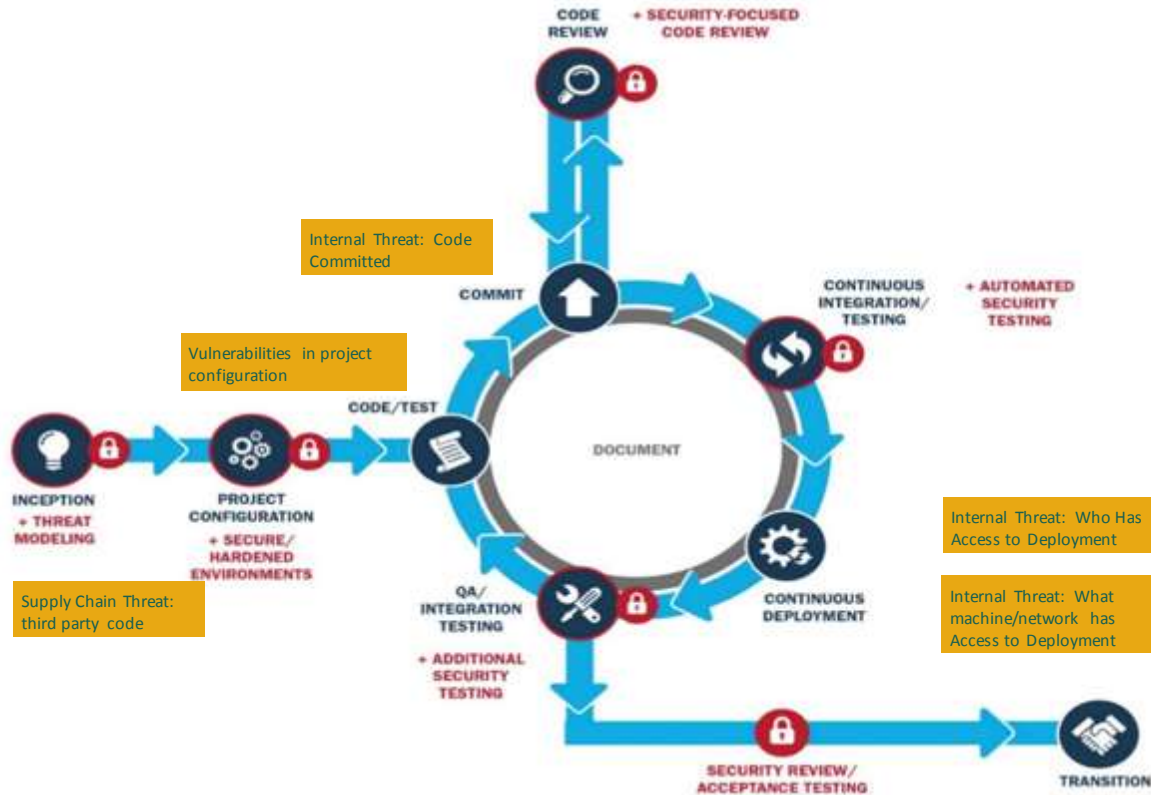 CODE
REVIEW
+ SECURITY-FOCUSED
CODE REVIEW
Internal Threat: Code
Committed
COMMIT
CONTINUOUS
INTEGRATION/
TESTING
+ AUTOMATED
SECURITY
TESTING
Vulnerabilities in project
configuration
CODE/TEST
DOCUMENT
INCEPTION
+ THREAT
MODELING
PROJECT
CONFIGURATION
+ SECURE/
HARDENED
ENVIRONMENTS
Supply Chain Threat:
third party code
QA/
INTEGRATION
TESTING
+ ADDITIONAL
SECURITY
TESTING
CONTINUOUS
DEPLOYMENT
Internal Threat: Who Has
Access to Deployment
Internal Threat: What
machine/network has
Access to Deployment
SECURITY REVIEW/
ACCEPTANCE TESTING
TRANSITION